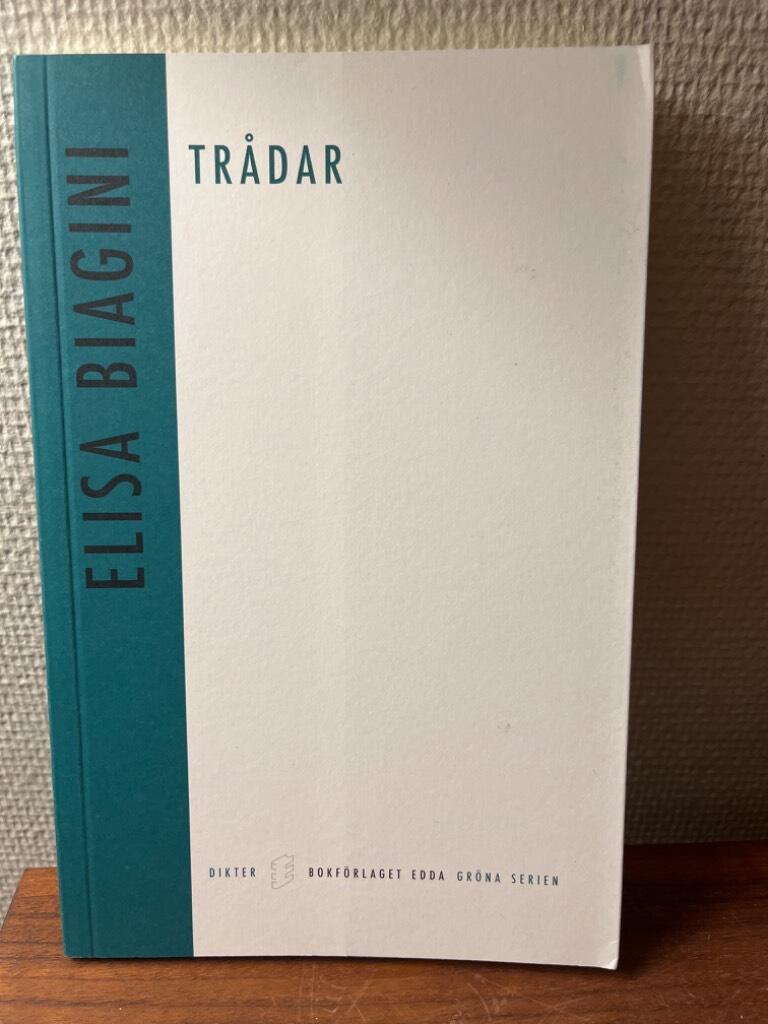 ELISA BIAGINI
TRÅDAR
DIKTER BOKFÖRLAGET EDDA GRÖNA SERIEN